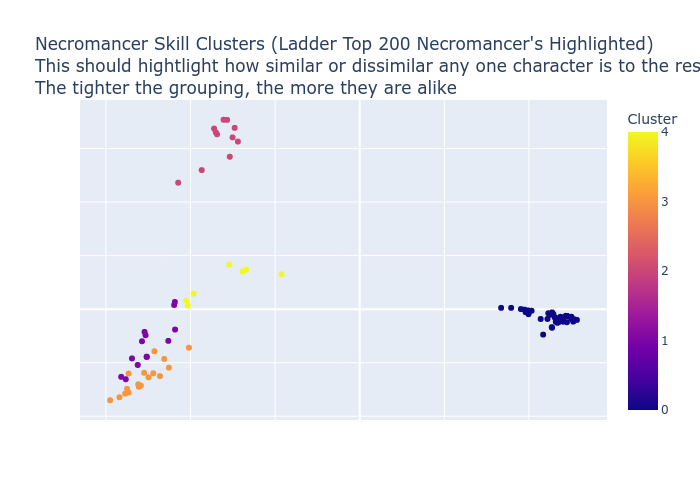 Necromancer Skill Clusters (Ladder Top 200 Necromancer's Highlighted)
This should hightlight how similar or dissimilar any one character is to the res
The tighter the grouping, the more they are alike
Cluster
4
3
2
1
0